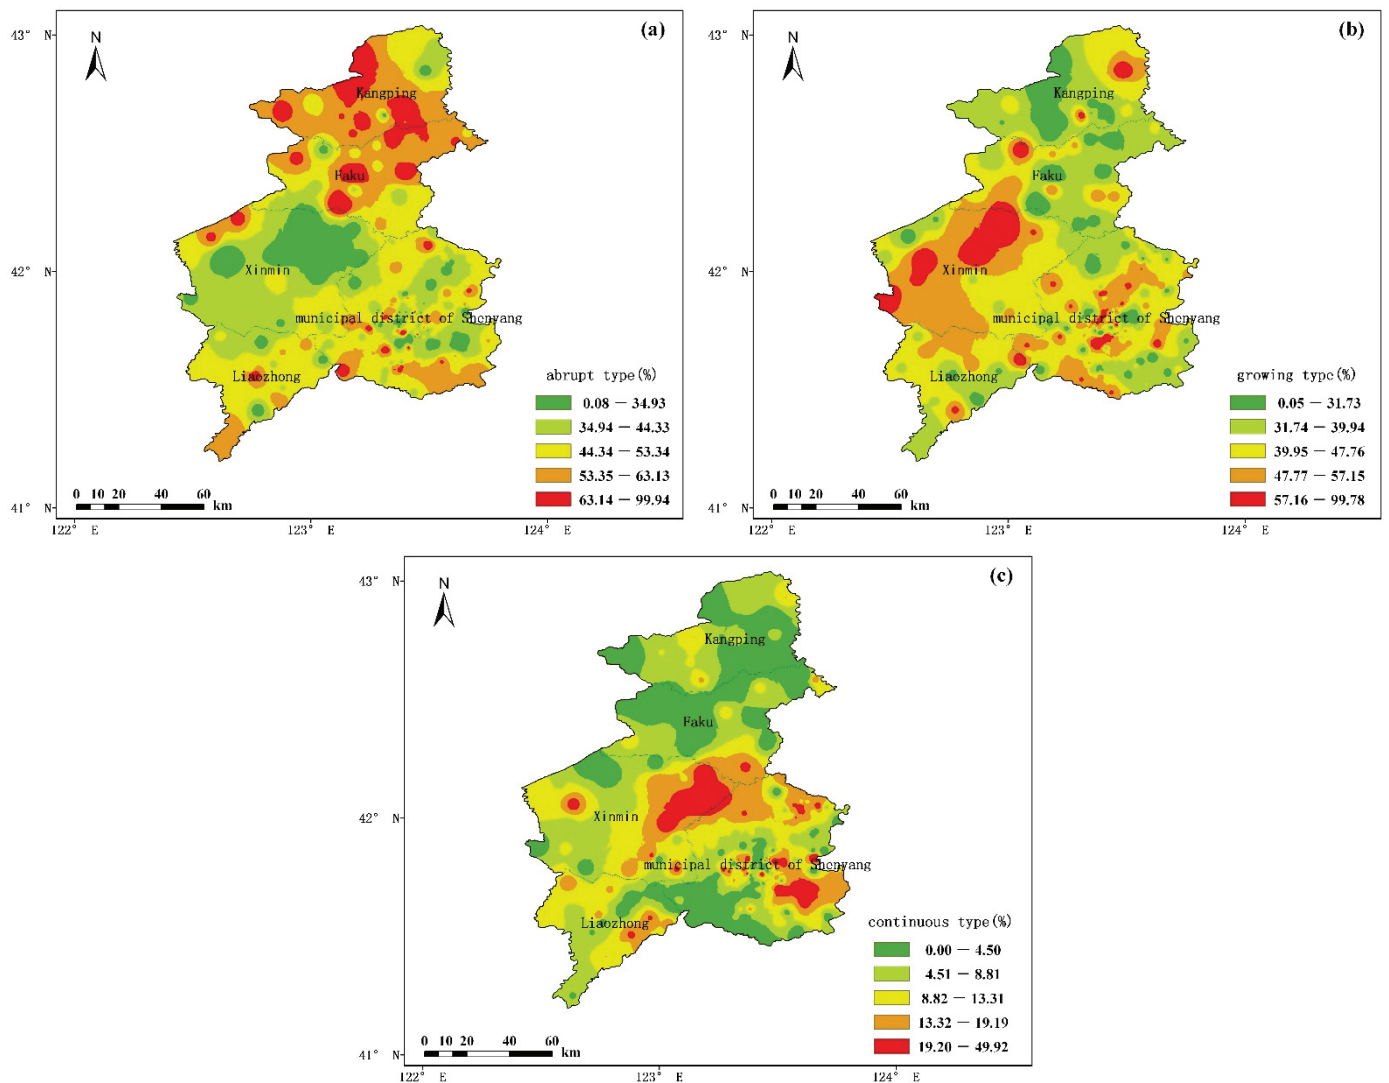 (a)
43°
N
Kangping
Faku
42°
Xinmin
municipal district of Shenyang
Liaozhong
abrupt type(%)
0.08 — 34.93
34.94 — 44.33
44.34 — 53.34
53.35 — 63.13
63.14 — 99.94
0 10 20 40 60
km
41°
122° E
123° E
124° E
(b)
43°
N
Kangping
Faku
42°
Xinmin
municipal district of Shenyang
Liaozhong
growing type(%)
0.05 — 31.73
31.74 — 39.94
39.95 — 47.76
47.77 — 57.15
57.16 — 99.78
0 10 20 40 60
km
41°
122° E
123° E
124° E
(c)
43°
N
Kangping
Faku
42°
Xinmin
municipal district of Shenyang
Liaozhong
continuous type(%)
0.00 — 4.50
4.51 — 8.81
8.82 — 13.31
13.32 — 19.19
19.20 — 49.92
0 10 20 40 60
km
41°
122° E
123° E
124° E